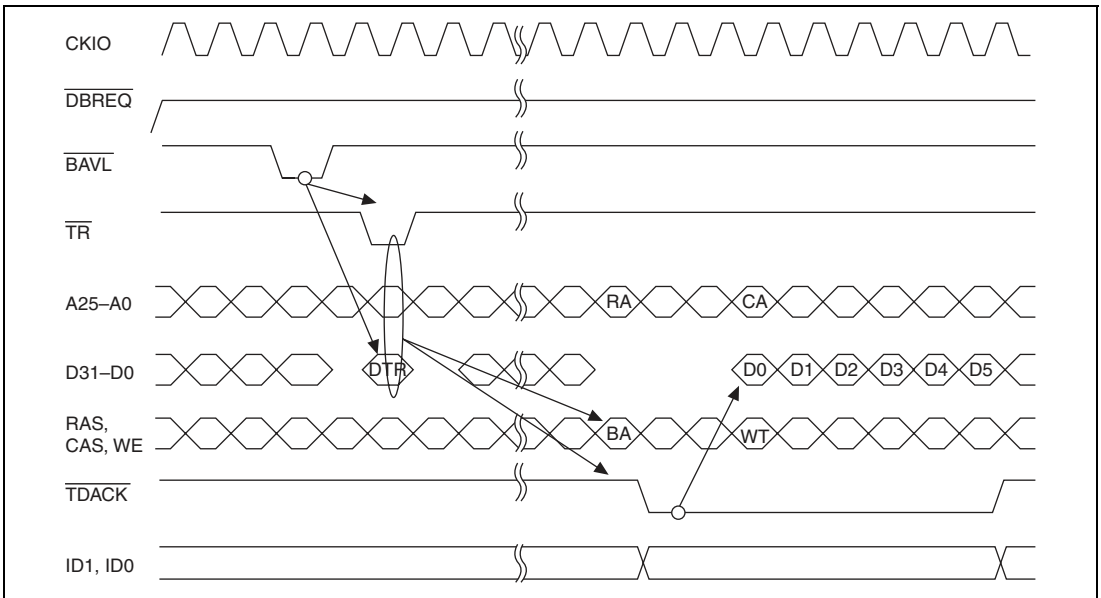 CKIO
DBREQ
BAVL
TR
A25–A0 RA CA
D31–D0 DTR D0 D1 D2 D3 D4 D5
RAS,
CAS, WE BA WT
TDACK
ID1, ID0